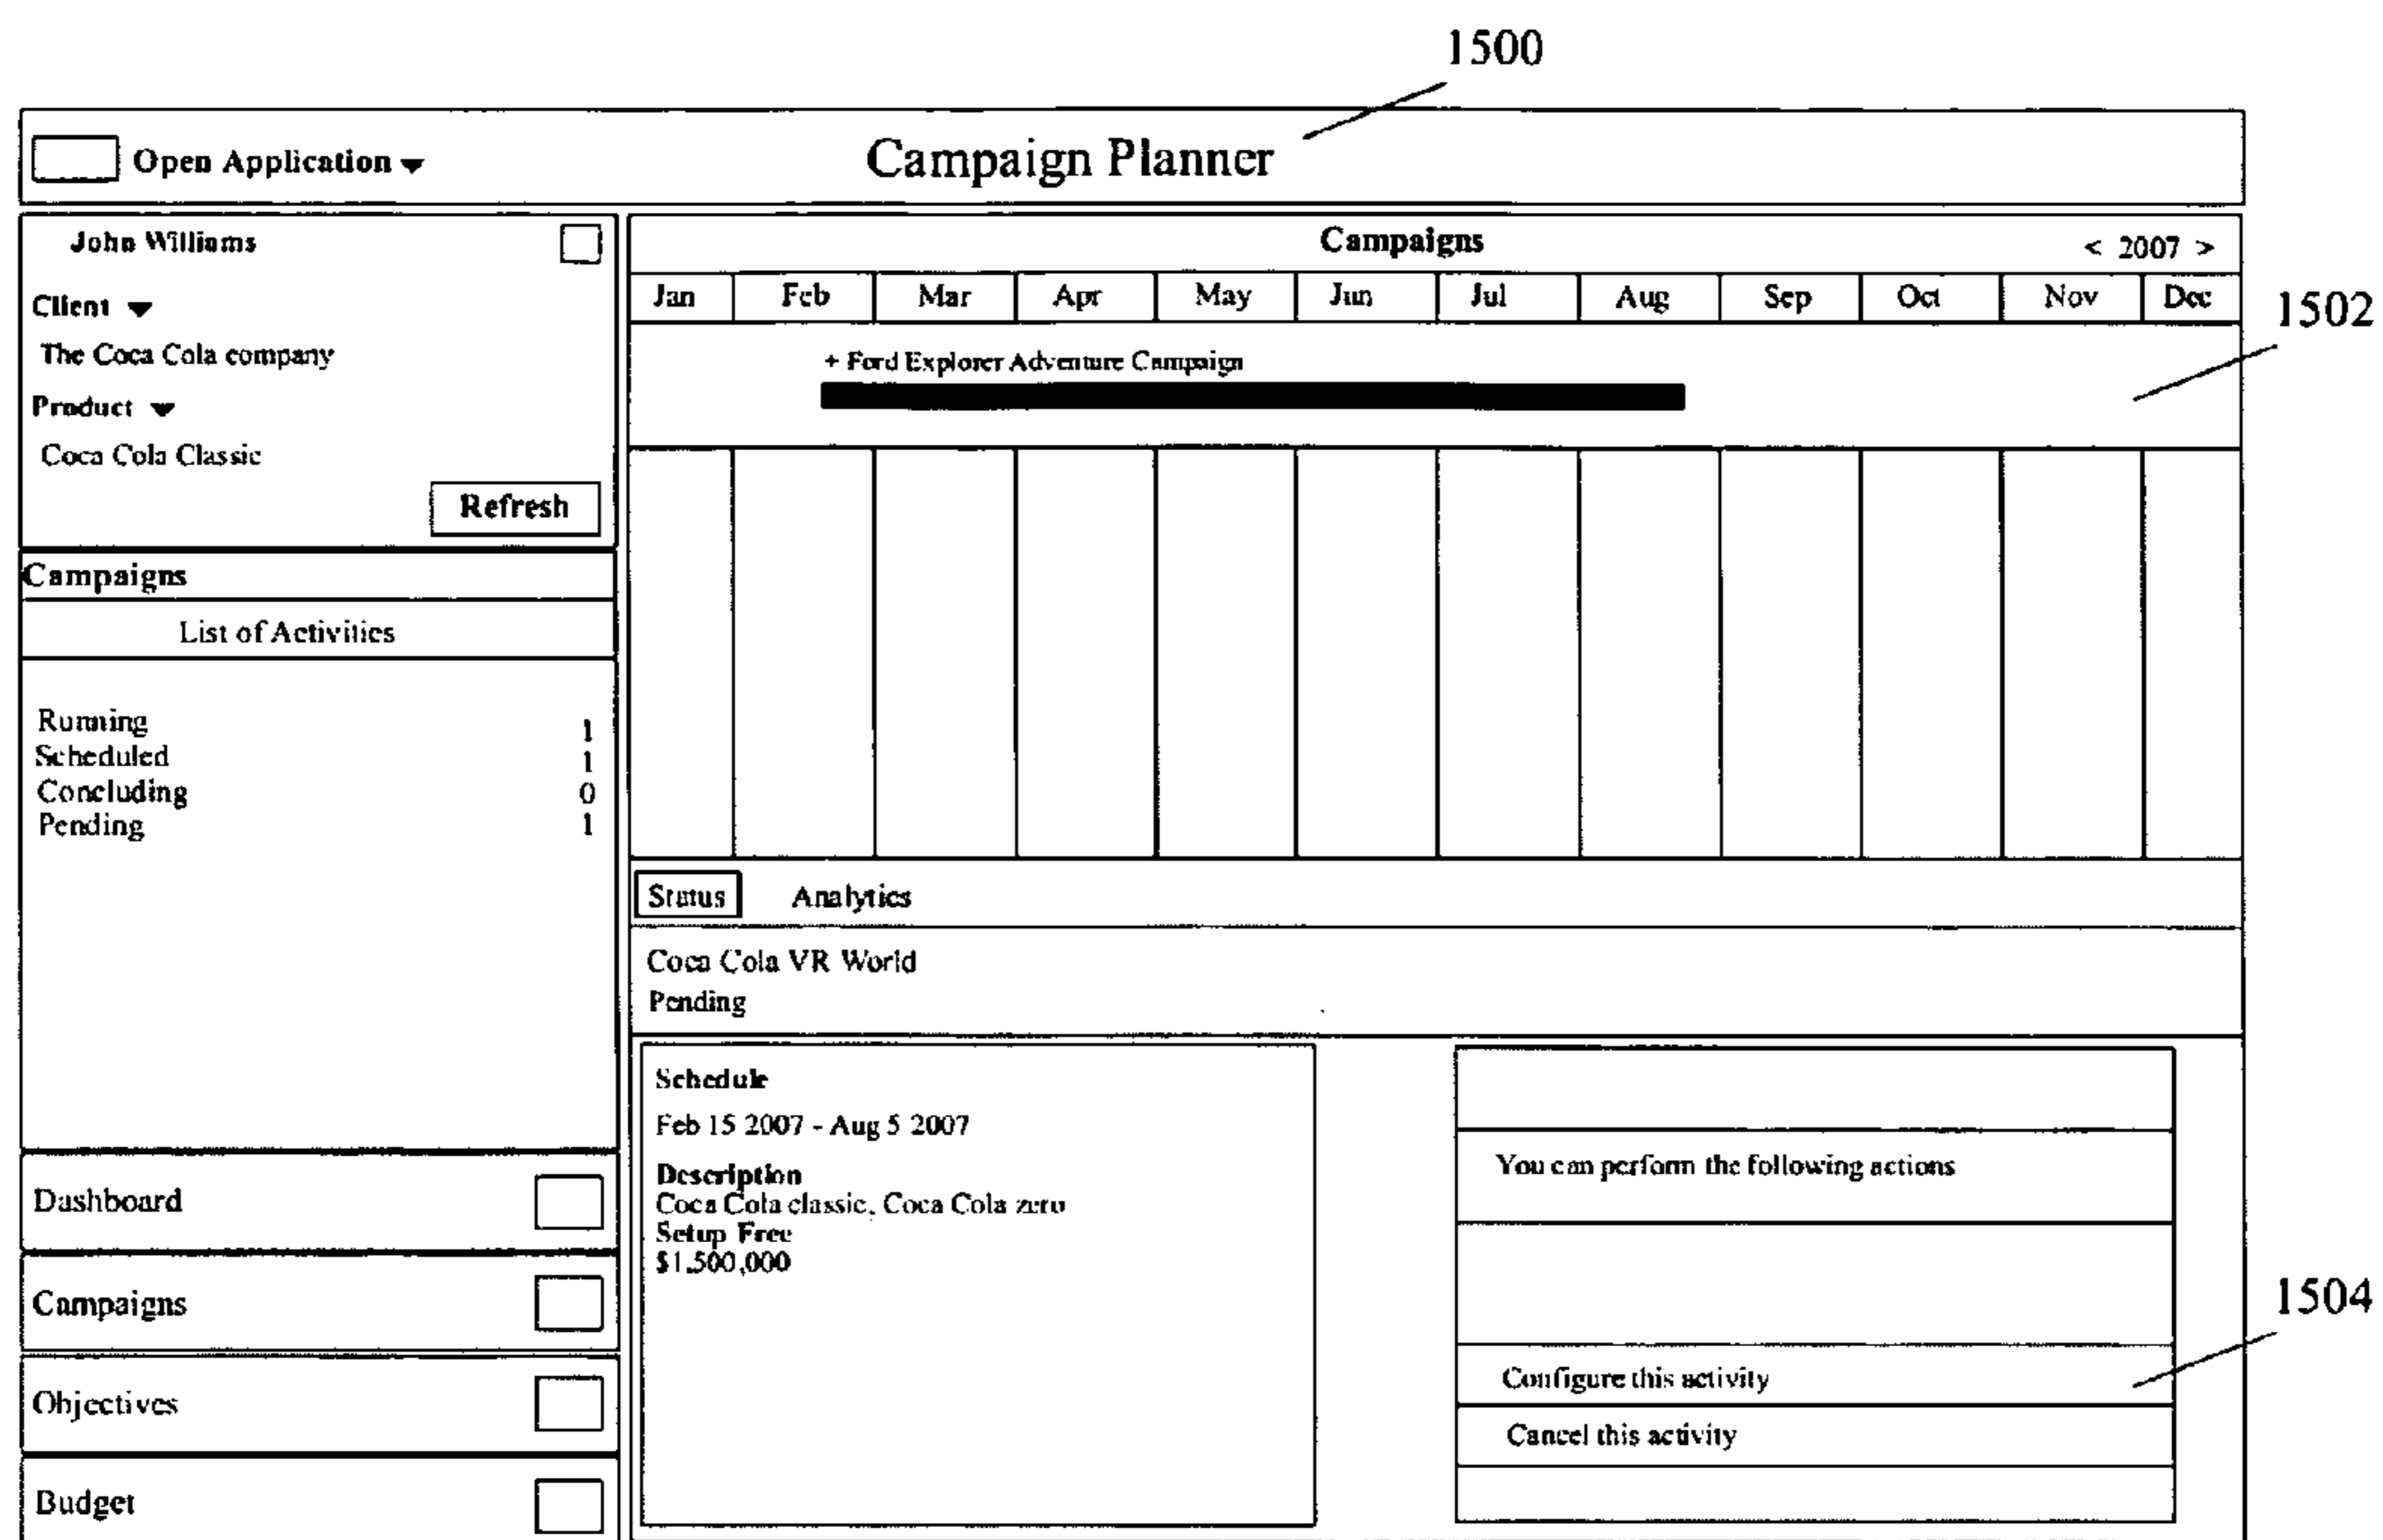 1500
Open Application
Campaign Planner
John Williams
Client
The Coca Cola company
Product
Coca Cola Classic
Refresh
Campaigns
List of Activities
Running 1
Scheduled 1
Concluding 0
Pending 1
Dashboard
Campaigns
Objectives
Budget
Campaigns < 2007 >
Jan Feb Mar Apr May Jun Jul Aug Sep Oct Nov Dec
1502
+ Ford Explorer Adventure Campaign
Status Analytics
Coca Cola VR World
Pending
Schedule
Feb 15 2007 - Aug 5 2007
Description
Coca Cola classic, Coca Cola zero
Setup Free
$1,500,000
You can perform the following actions
1504
Configure this activity
Cancel this activity